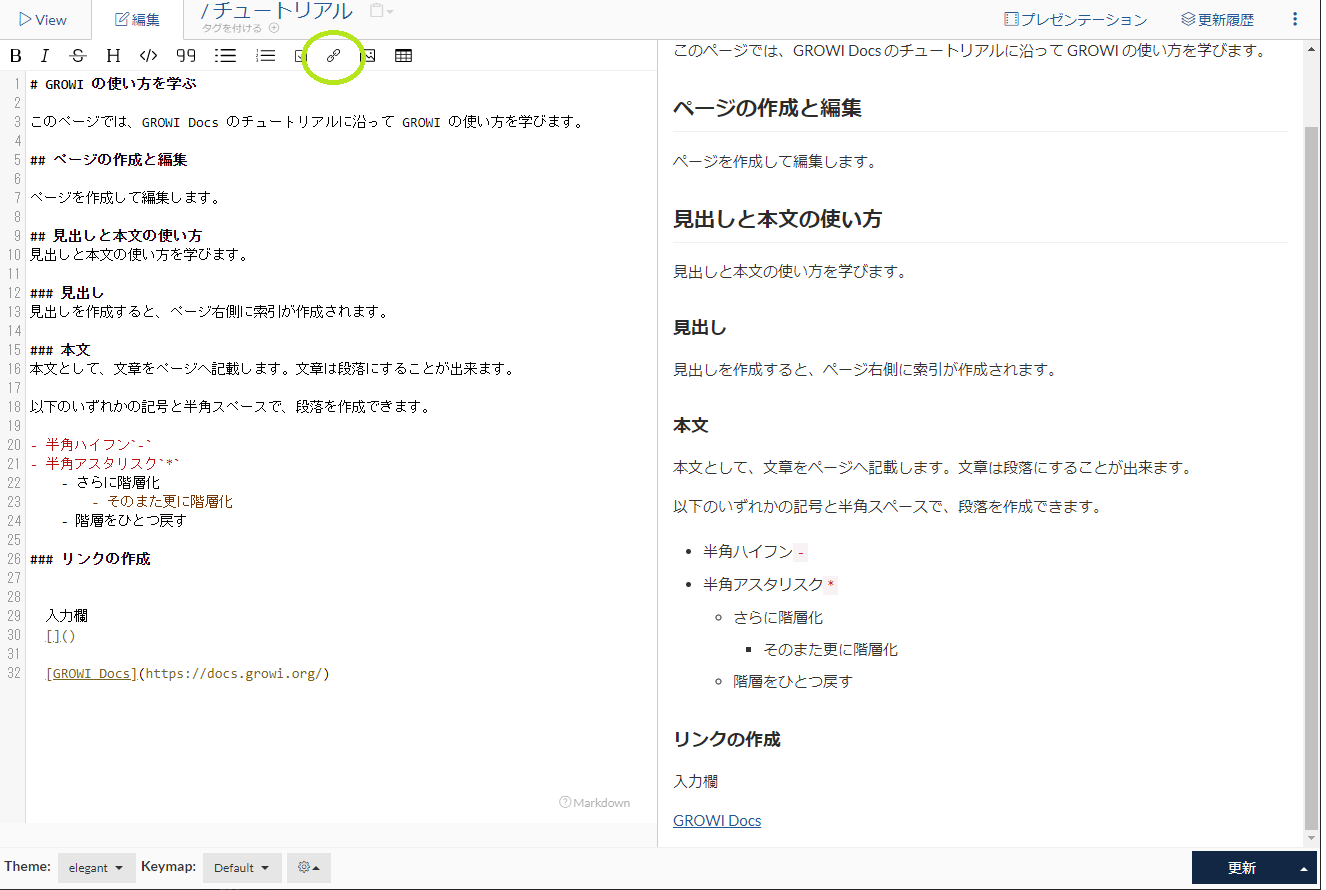 View
編集
/ チュートリアル
タグを付ける
プレゼンテーション
更新履歴
B I S H </> 99
1 # GROWI の使い方を学ぶ
2
3 このページでは、GROWI Docs のチュートリアルに沿って GROWI の使い方を学びます。
4
5 ## ページの作成と編集
6
7 ページを作成して編集します。
8
9 ## 見出しと本文の使い方
10 見出しと本文の使い方を学びます。
11
12 ### 見出し
13 見出しを作成すると、ページ右側に索引が作成されます。
14
15 ### 本文
16 本文として、文章をページへ記載します。文章は段落にすることが出来ます。
17
18 以下のいずれかの記号と半角スペースで、段落を作成できます。
19
20 - 半角ハイフン`-`
21 - 半角アスタリスク`*`
22 - さらに階層化
23 - そのまた更に階層化
24 - 階層をひとつ戻す
25
26 ### リンクの作成
27
28
29 入力欄
30 []()
31
32 [GROWI Docs](https://docs.growi.org/)
Markdown
このページでは、GROWI Docs のチュートリアルに沿って GROWI の使い方を学びます。
ページの作成と編集
ページを作成して編集します。
見出しと本文の使い方
見出しと本文の使い方を学びます。
見出し
見出しを作成すると、ページ右側に索引が作成されます。
本文
本文として、文章をページへ記載します。文章は段落にすることが出来ます。
以下のいずれかの記号と半角スペースで、段落を作成できます。
半角ハイフン -
半角アスタリスク *
さらに階層化
そのまた更に階層化
階層をひとつ戻す
リンクの作成
入力欄
GROWI Docs
Theme: elegant Keymap: Default
更新